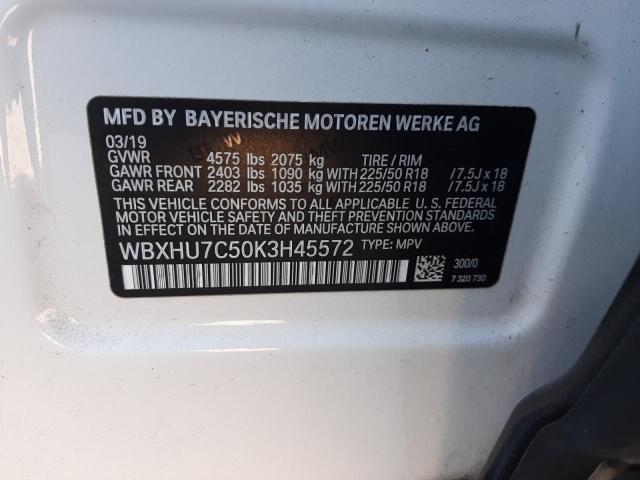 MFD BY BAYERISCHE MOTOREN WERKE AG
03/19
GVWR 4575 lbs 2075 kg TIRE / RIM
GAWR FRONT 2403 lbs 1090 kg WITH 225/50 R18 /7.5J x 18
GAWR REAR 2282 lbs 1035 kg WITH 225/50 R18 /7.5J x 18
THIS VEHICLE CONFORMS TO ALL APPLICABLE U. S. FEDERAL
MOTOR VEHICLE SAFETY, BUMPER, AND THEFT PREVENTION
STANDARDS IN EFFECT ON THE DATE OF MANUFACTURE SHOWN ABOVE.
WBXHU7C50K3H45572 TYPE: MPV
300/0
7 320 730